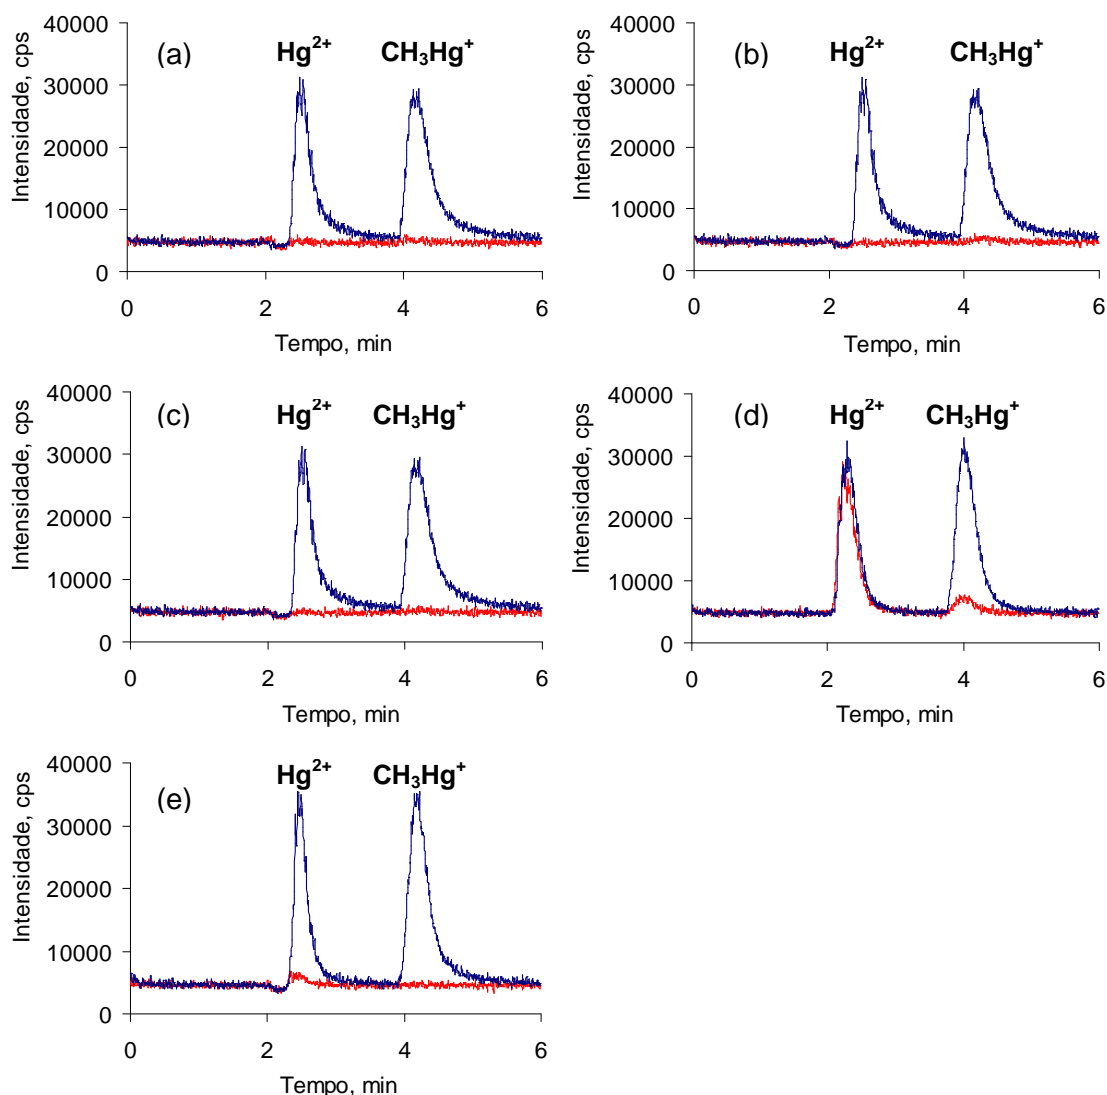 (a) Hg²⁺ CH₃Hg⁺
Intensidade, cps
40000
30000
20000
10000
0
0 2 4 6
Tempo, min
(b) Hg²⁺ CH₃Hg⁺
Intensidade, cps
40000
30000
20000
10000
0
0 2 4 6
Tempo, min
(c) Hg²⁺ CH₃Hg⁺
Intensidade, cps
40000
30000
20000
10000
0
0 2 4 6
Tempo, min
(d) Hg²⁺ CH₃Hg⁺
Intensidade, cps
40000
30000
20000
10000
0
0 2 4 6
Tempo, min
(e) Hg²⁺ CH₃Hg⁺
Intensidade, cps
40000
30000
20000
10000
0
0 2 4 6
Tempo, min